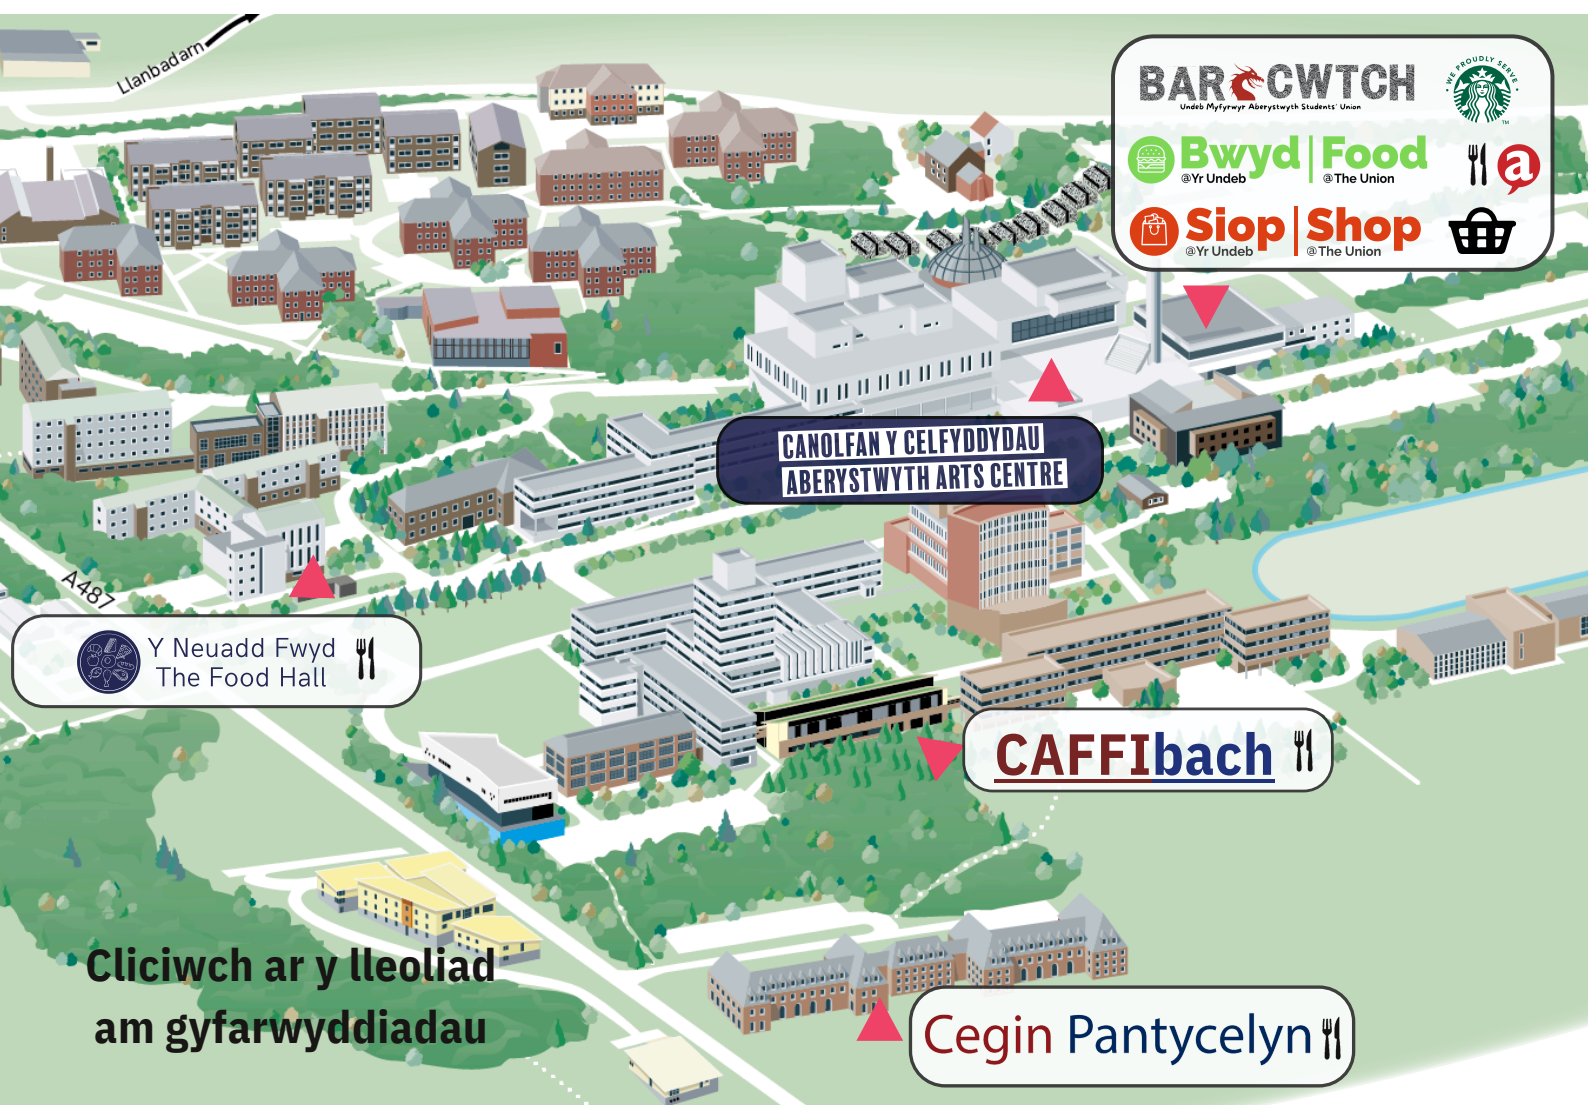 Llanbadarn
BAR CWTCH
Undeb Myfyrwyr Aberystwyth Students' Union
WE PROUDLY SERVE
TM
Bwyd | Food
@Yr Undeb @The Union
a
Siop | Shop
@Yr Undeb @The Union
CANOLFAN Y CELFYDDYDAU
ABERYSTWYTH ARTS CENTRE
A487
Y Neuadd Fwyd
The Food Hall
CAFFIbach
Cliciwch ar y lleoliad
am gyfarwyddiadau
Cegin Pantycelyn